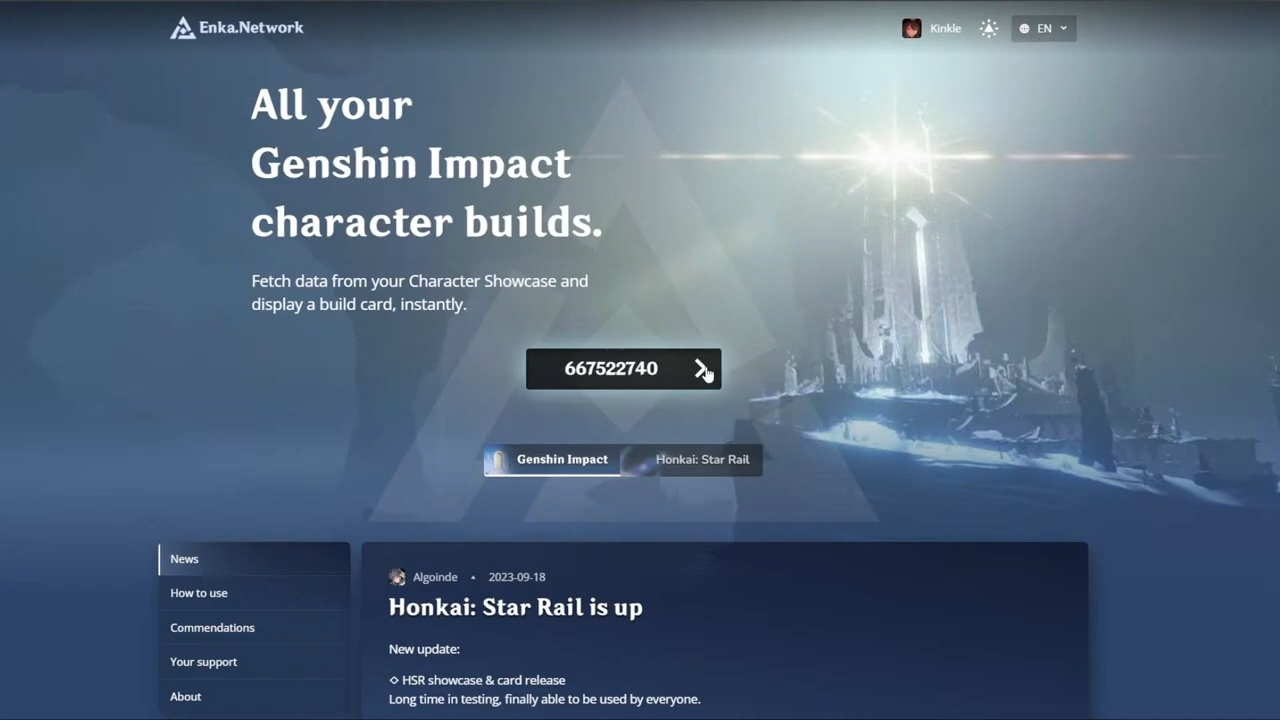 Enka.Network
Kinkle
EN
All your
Genshin Impact
character builds.
Fetch data from your Character Showcase and
display a build card, instantly.
667522740
Genshin Impact
Honkai: Star Rail
News
How to use
Commendations
Your support
About
Algoinde
2023-09-18
Honkai: Star Rail is up
New update:
◇ HSR showcase & card release
Long time in testing, finally able to be used by everyone.